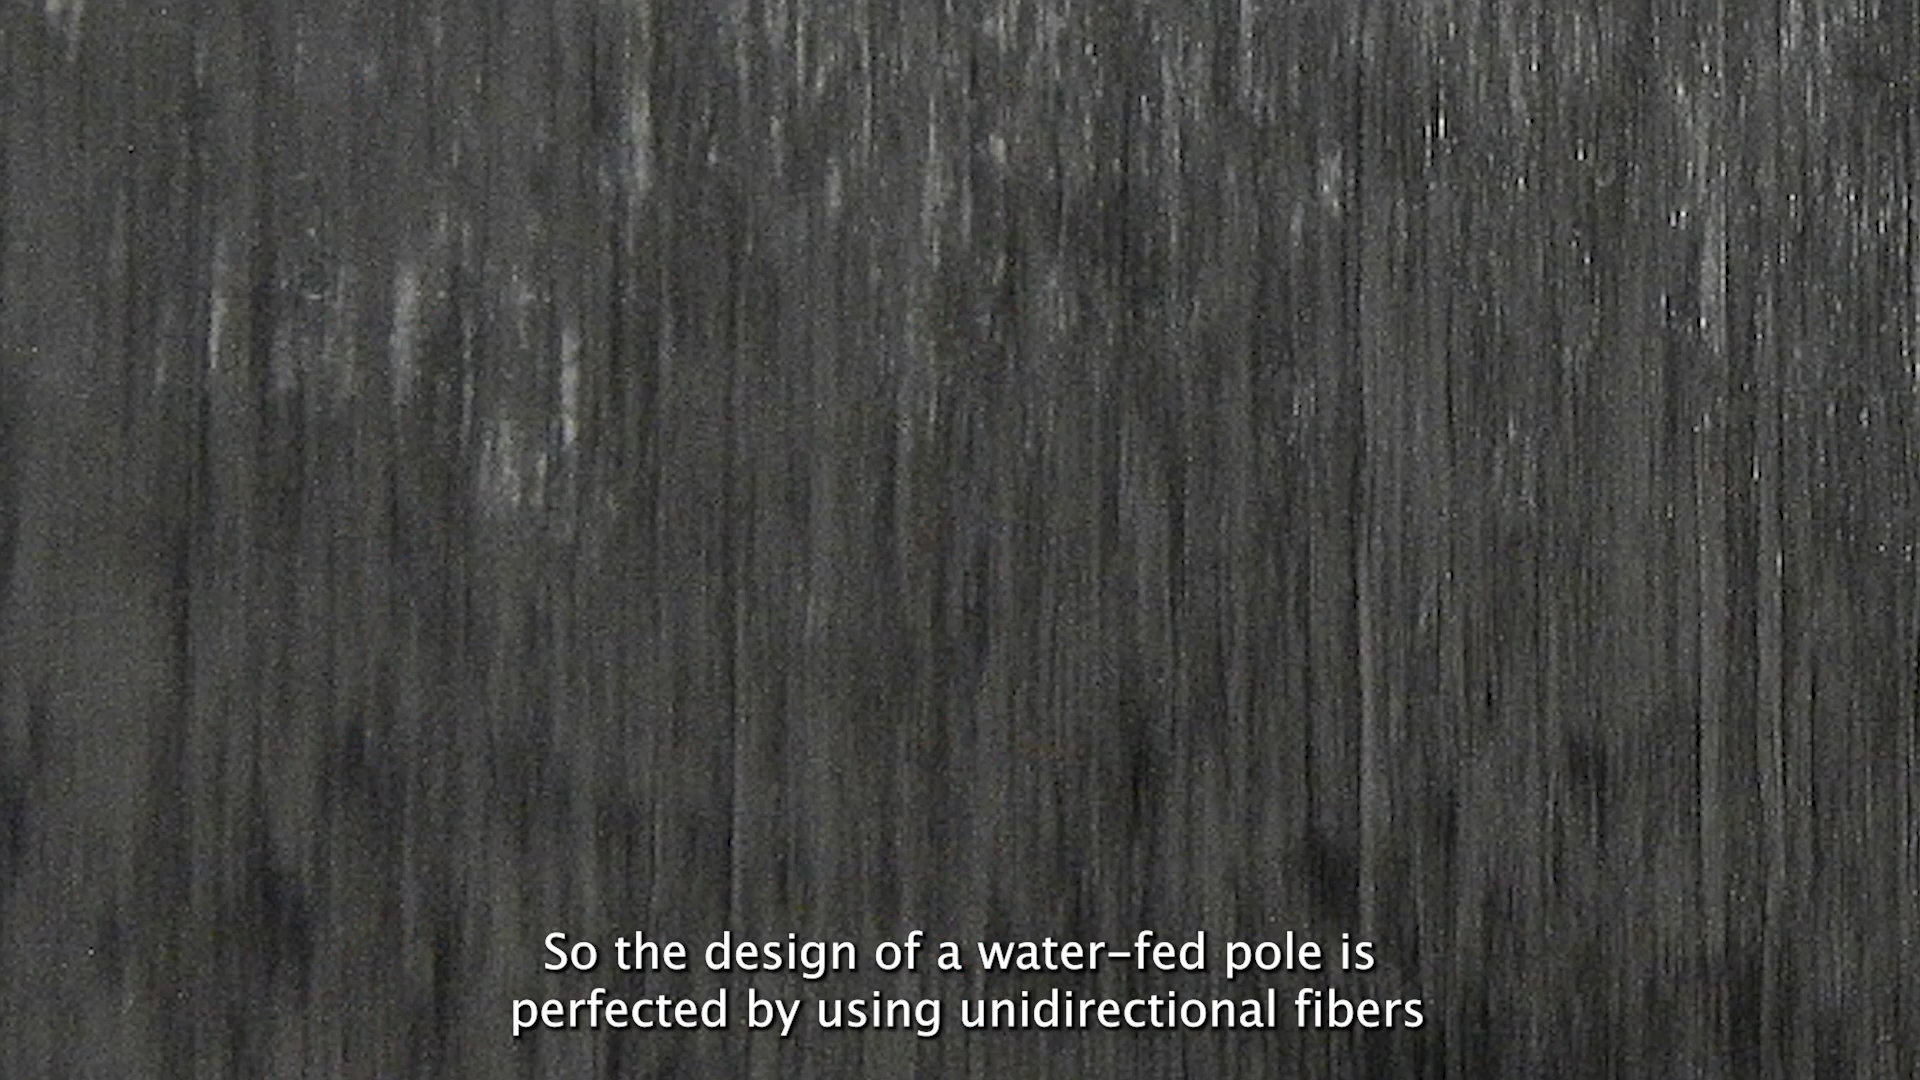 So the design of a water-fed pole is
perfected by using unidirectional fibers